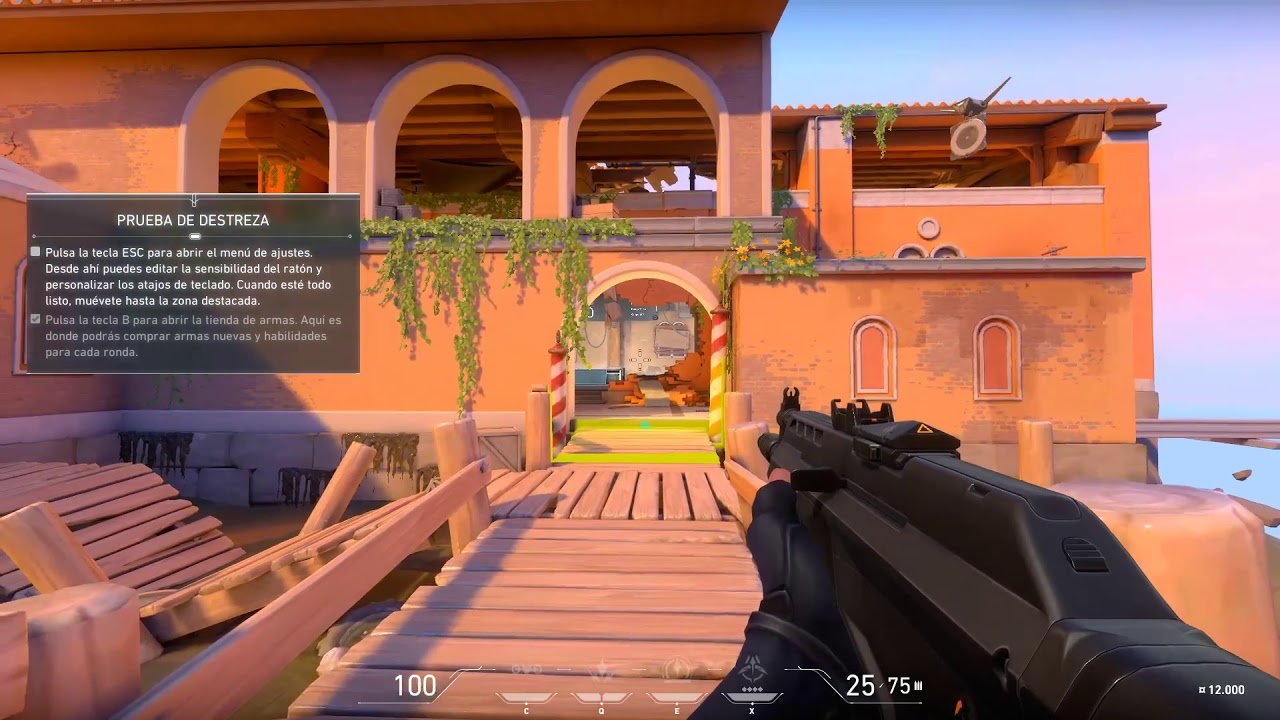 PRUEBA DE DESTREZA
Pulsa la tecla ESC para abrir el menú de ajustes.
Desde ahí puedes editar la sensibilidad del ratón y
personalizar los atajos de teclado. Cuando esté todo
listo, muévete hasta la zona destacada.
Pulsa la tecla B para abrir la tienda de armas. Aquí es
donde podrás comprar armas nuevas y habilidades
para cada ronda.
100
C Q E X
25 / 75
¤ 12.000